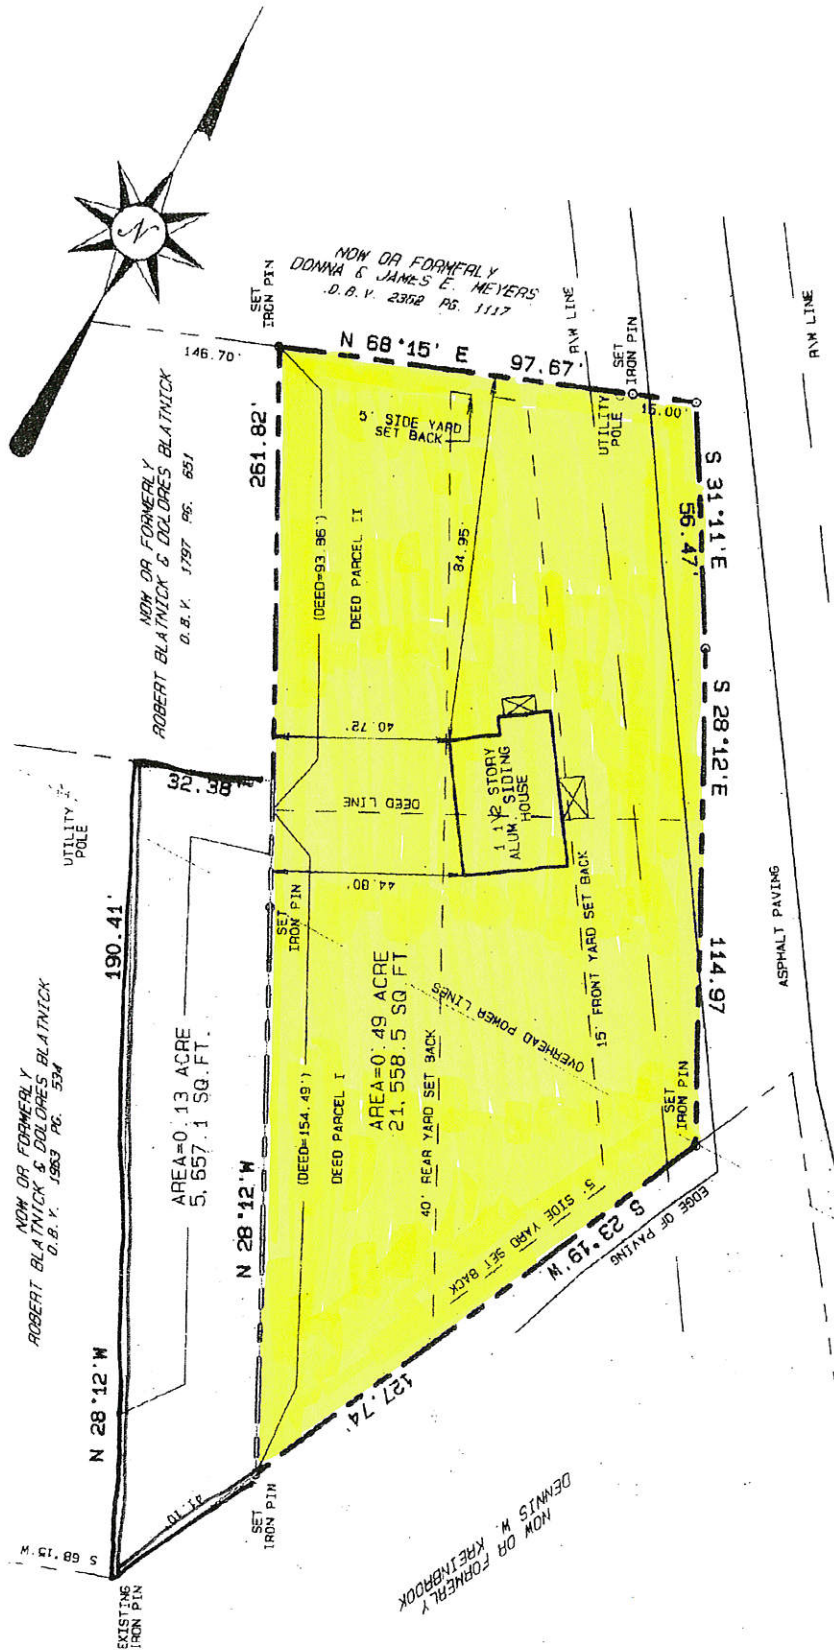 N
NOW OR FORMERLY
DONNA & JAMES E. MEYERS
D.B.V. 2352 PG. 1117
SET
IRON PIN
146.70'
N 68°15' E
97.67'
R/W LINE
SET
IRON PIN
UTILITY
POLE
15.00'
R/W LINE
NOW OR FORMERLY
ROBERT BLATNICK & DOLORES BLATNICK
D.B.V. 1797 PG. 651
261.82'
5' SIDE YARD
SET BACK
S 31°11'E
56.47'
(DEED=93.86')
DEED PARCEL II
84.95'
S 28°12'E
114.97
40.72'
DEED LINE
1 1/2 STORY
ALUM. SIDING
HOUSE
44.80'
32.38'
UTILITY
POLE
190.41'
SET
IRON PIN
ASPHALT PAVING
15' FRONT YARD SET BACK
OVERHEAD POWER LINES
AREA=0.49 ACRE
21,558.5 SQ.FT
40' REAR YARD SET BACK
NOW OR FORMERLY
ROBERT BLATNICK & DOLORES BLATNICK
D.B.V. 1963 PG. 534
AREA=0.13 ACRE
5,657.1 SQ.FT.
(DEED=154.49')
DEED PARCEL I
N 28°12'W
SET
IRON PIN
5' SIDE YARD SET BACK
S 23°19'W
EDGE OF PAVING
127.74'
N 28°12'W
41.10'
SET
IRON PIN
S 68°15'W
EXISTING
IRON PIN
NOW OR FORMERLY
DENNIS W. KREINBROOK